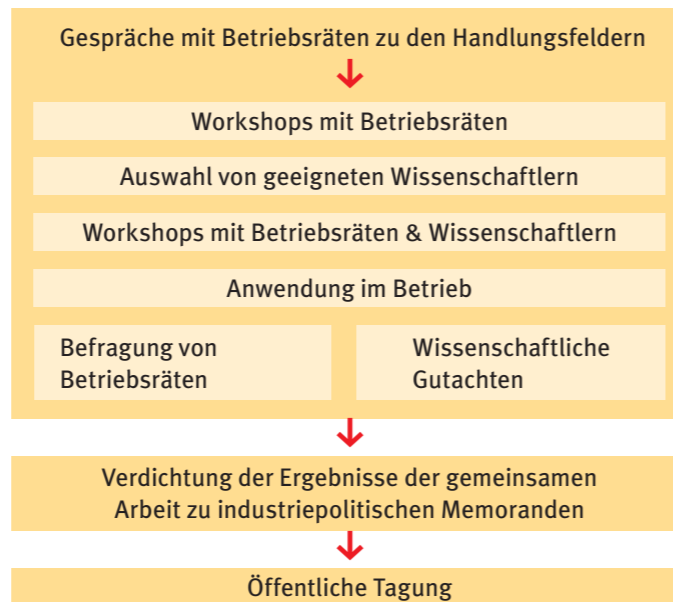 Gespräche mit Betriebsräten zu den Handlungsfeldern
Workshops mit Betriebsräten
Auswahl von geeigneten Wissenschaftlern
Workshops mit Betriebsräten & Wissenschaftlern
Anwendung im Betrieb
Befragung von
Betriebsräten
Wissenschaftliche
Gutachten
Verdichtung der Ergebnisse der gemeinsamen
Arbeit zu industriepolitischen Memoranden
Öffentliche Tagung